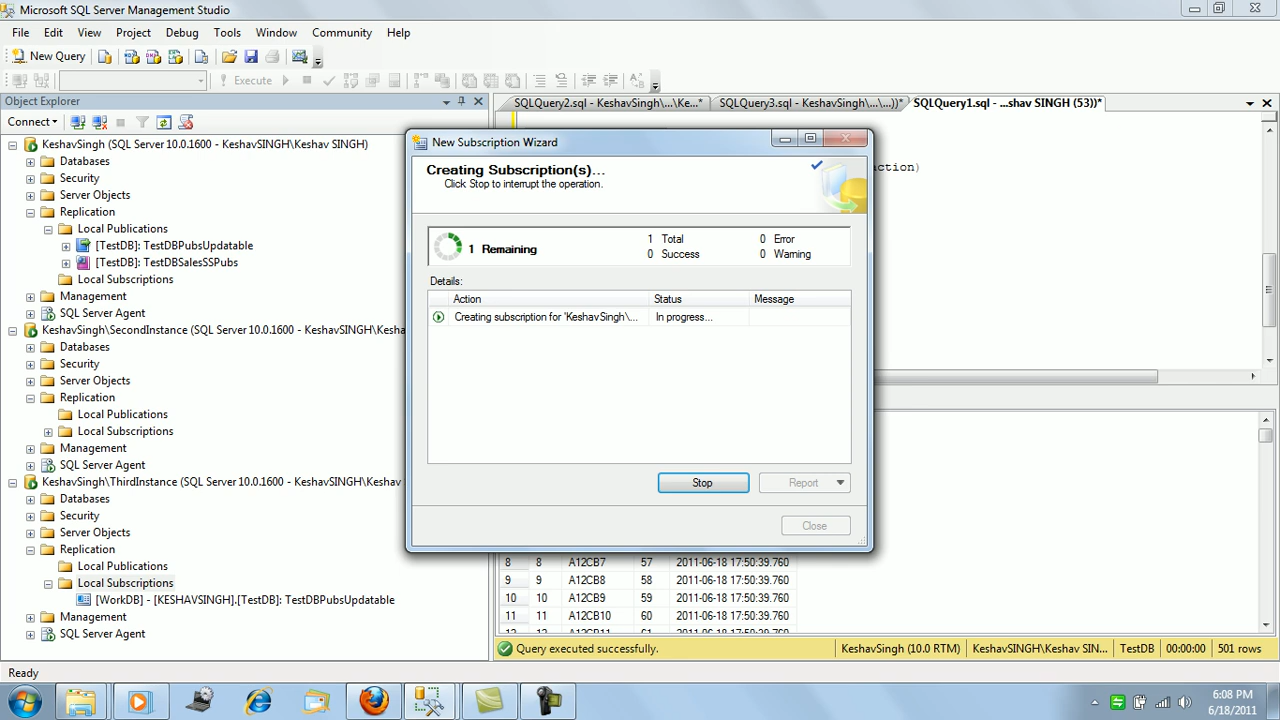 Microsoft SQL Server Management Studio
File Edit View Project Debug Tools Window Community Help
New Query
Execute
Object Explorer
SQLQuery2.sql - KeshavSingh\...\Ke...*
SQLQuery3.sql - KeshavSingh\...\...))*
SQLQuery1.sql - ...shav SINGH (53))*
Connect
KeshavSingh (SQL Server 10.0.1600 - KeshavSINGH\Keshav SINGH)
Databases
Security
Server Objects
Replication
Local Publications
[TestDB]: TestDBPubsUpdatable
[TestDB]: TestDBSalesSSPubs
Local Subscriptions
Management
SQL Server Agent
KeshavSingh\SecondInstance (SQL Server 10.0.1600 - KeshavSINGH\Kesha
Databases
Security
Server Objects
Replication
Local Publications
Local Subscriptions
Management
SQL Server Agent
KeshavSingh\ThirdInstance (SQL Server 10.0.1600 - KeshavSINGH\Keshav
Databases
Security
Server Objects
Replication
Local Publications
Local Subscriptions
[WorkDB] - [KESHAVSINGH].[TestDB]: TestDBPubsUpdatable
Management
SQL Server Agent
New Subscription Wizard
Creating Subscription(s)...
Click Stop to interrupt the operation.
1 Remaining
1 Total
0 Error
0 Success
0 Warning
Details:
Action Status Message
Creating subscription for 'KeshavSingh\... In progress...
Stop
Report
Close
ction)
8 8 A12CB7 57 2011-06-18 17:50:39.760
9 9 A12CB8 58 2011-06-18 17:50:39.760
10 10 A12CB9 59 2011-06-18 17:50:39.760
11 11 A12CB10 60 2011-06-18 17:50:39.760
Query executed successfully.
KeshavSingh (10.0 RTM) KeshavSINGH\Keshav SIN... TestDB 00:00:00 501 rows
Ready
6:08 PM
6/18/2011